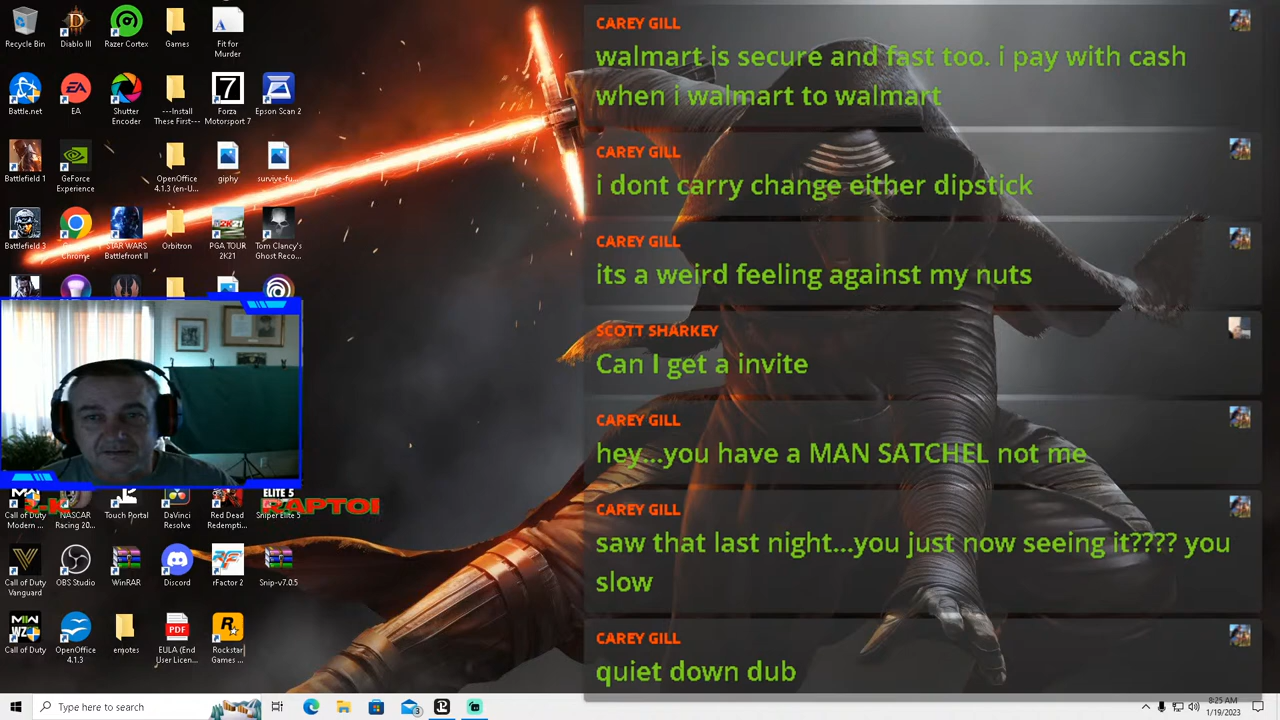 Recycle Bin
Diablo III
Razer Cortex
Games
Fit for
Murder
Battle.net
EA
Shutter
Encoder
---Install
These First---
Forza
Motorsport 7
Epson Scan 2
Battlefield 1
GeForce
Experience
OpenOffice
4.1.3 (en-U...
giphy
Battlefield 3
Chrome
STAR WARS
Battlefront II
Orbitron
PGA TOUR
2K21
Tom Clancy's
Ghost Reco...
RAPTO
Modern ...
NASCAR
Racing 20...
Touch Portal
DaVinci
Resolve
Red Dead
Redempti...
ELITE 5
Sniper Elite 5
Call of Duty
Vanguard
OBS Studio
WinRAR
Discord
rFactor 2
Snip-v7.0.5
Call of Duty
OpenOffice
4.1.3
emotes
PDF
EULA (End
User Licen...
Rockstar
Games ...
CAREY GILL
walmart is secure and fast too. i pay with cash
when i walmart to walmart
CAREY GILL
i dont carry change either dipstick
CAREY GILL
its a weird feeling against my nuts
SCOTT SHARKEY
Can I get a invite
CAREY GILL
hey...you have a MAN SATCHEL not me
CAREY GILL
saw that last night...you just now seeing it???? you
slow
CAREY GILL
quiet down dub
Type here to search
3
8:25 AM
1/19/2023